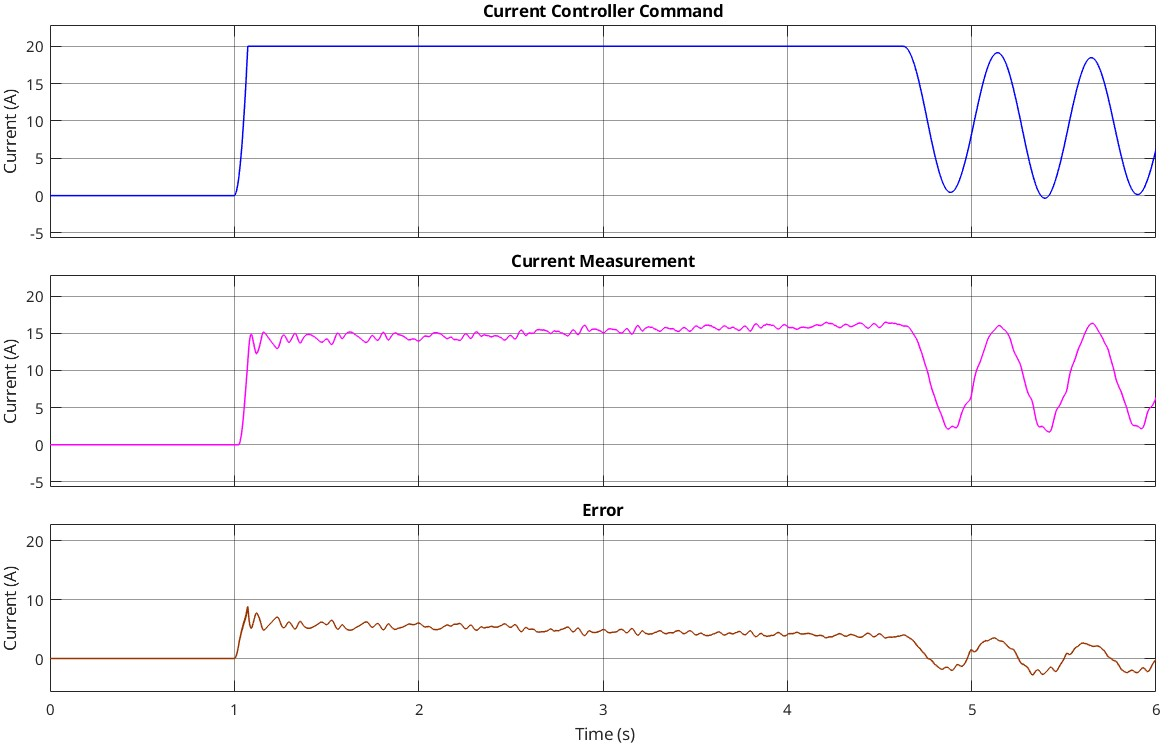 Current Controller Command
Current (A)
20
15
10
5
0
-5
Current Measurement
Current (A)
20
15
10
5
0
-5
Error
Current (A)
20
10
0
0 1 2 3 4 5 6
Time (s)